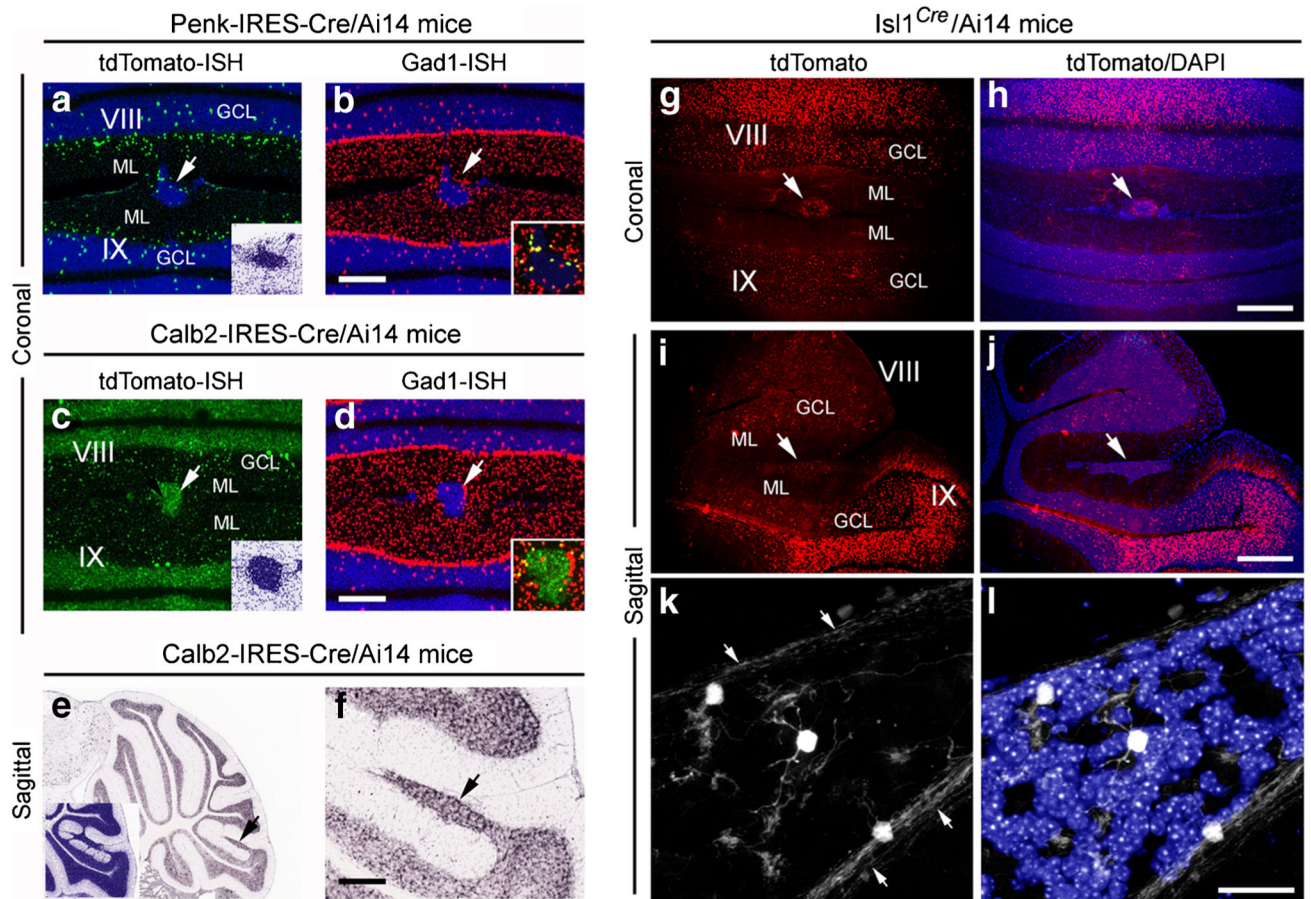 Penk-IRES-Cre/Ai14 mice
tdTomato-ISH
Gad1-ISH
a
VIII
GCL
ML
ML
IX
GCL
b
Coronal
Calb2-IRES-Cre/Ai14 mice
tdTomato-ISH
Gad1-ISH
c
VIII
GCL
ML
ML
IX
d
Calb2-IRES-Cre/Ai14 mice
Sagittal
e
f
Isl1Cre/Ai14 mice
tdTomato
tdTomato/DAPI
Coronal
g
VIII
GCL
ML
ML
IX
GCL
h
Sagittal
i
VIII
GCL
ML
ML
IX
GCL
j
k
l